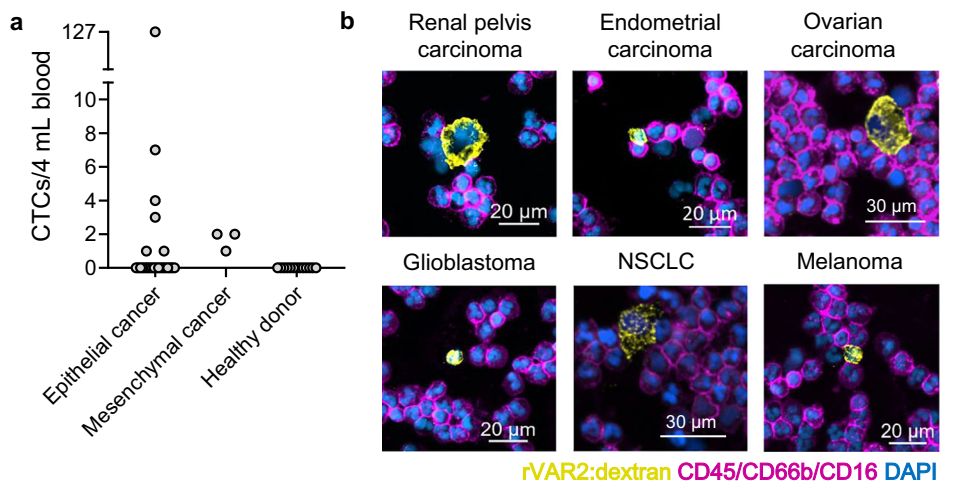 a
127
10
8
6
4
2
0
CTCs/4 mL blood
Epithelial cancer
Mesenchymal cancer
Healthy donor
b
Renal pelvis
carcinoma
Endometrial
carcinoma
Ovarian
carcinoma
20 µm
20 µm
30 µm
Glioblastoma
NSCLC
Melanoma
20 µm
30 µm
20 µm
rVAR2:dextran CD45/CD66b/CD16 DAPI